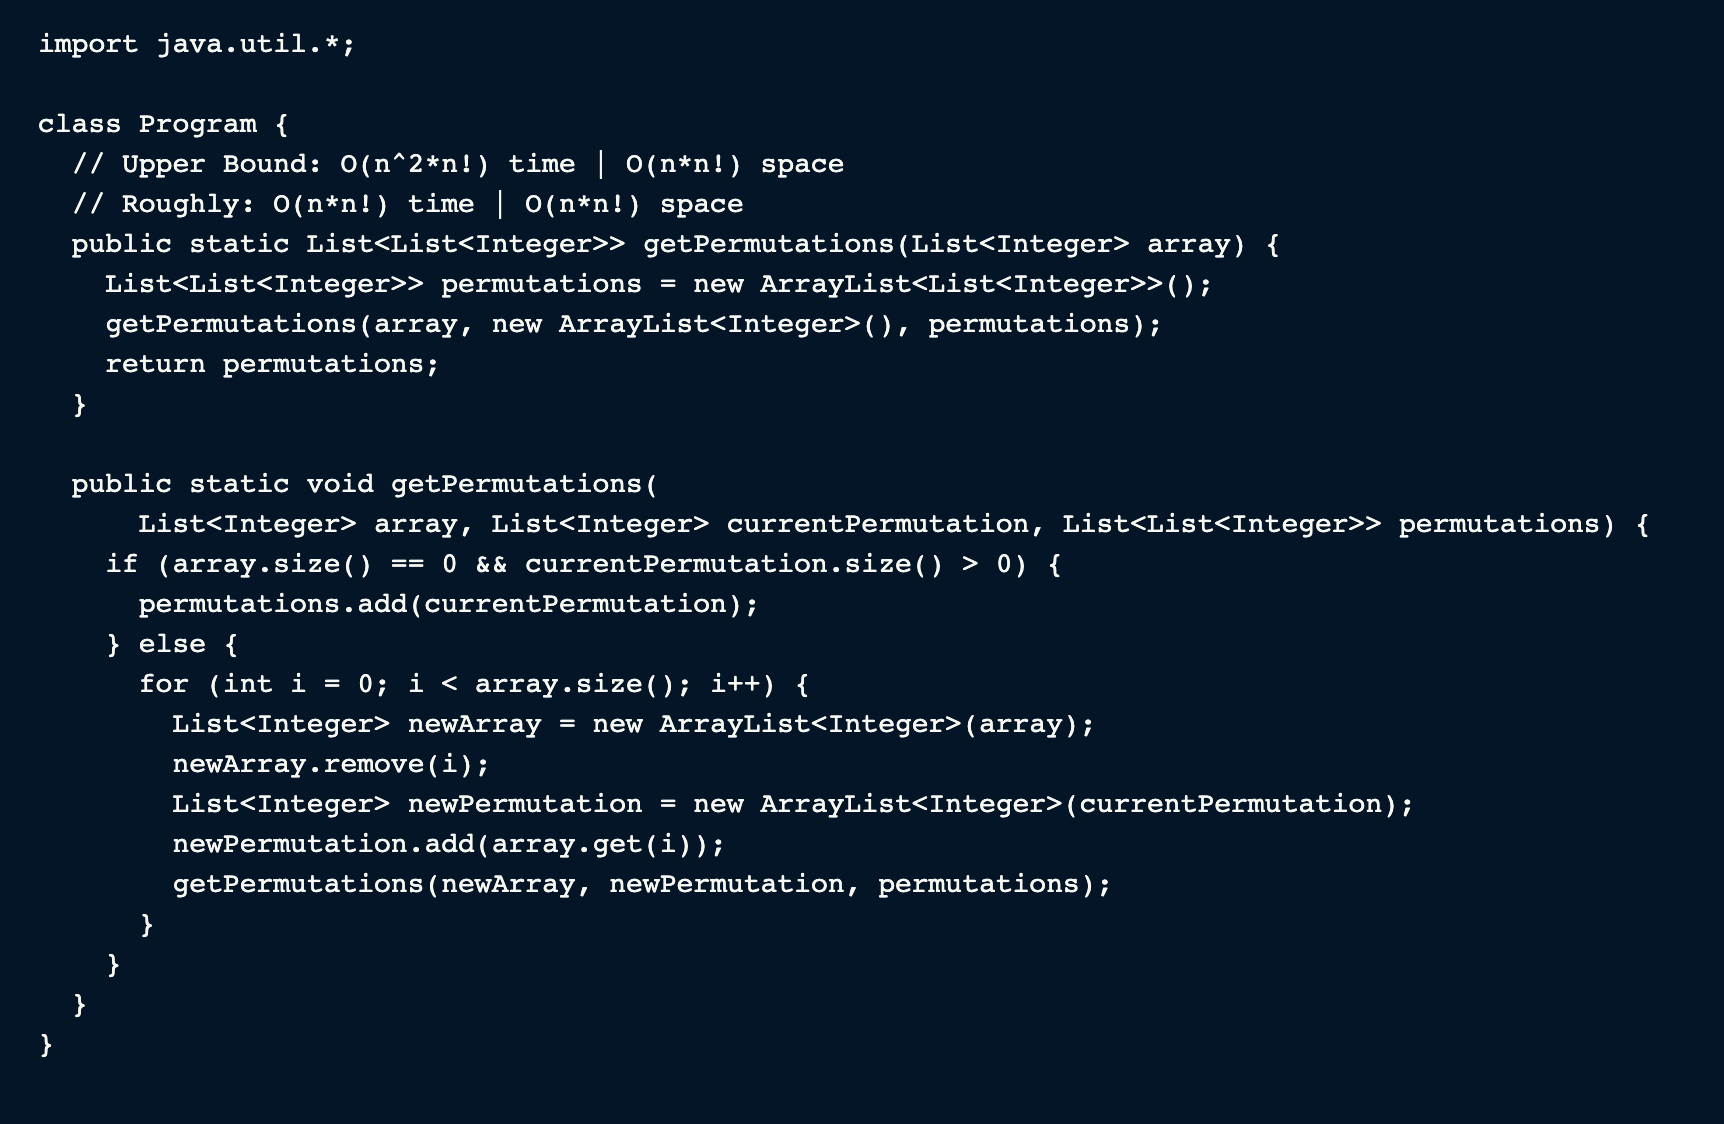 import java.util.*;

class Program {
  // Upper Bound: O(n^2*n!) time | O(n*n!) space
  // Roughly: O(n*n!) time | O(n*n!) space
  public static List<List<Integer>> getPermutations(List<Integer> array) {
    List<List<Integer>> permutations = new ArrayList<List<Integer>>();
    getPermutations(array, new ArrayList<Integer>(), permutations);
    return permutations;
  }

  public static void getPermutations(
      List<Integer> array, List<Integer> currentPermutation, List<List<Integer>> permutations) {
    if (array.size() == 0 && currentPermutation.size() > 0) {
      permutations.add(currentPermutation);
    } else {
      for (int i = 0; i < array.size(); i++) {
        List<Integer> newArray = new ArrayList<Integer>(array);
        newArray.remove(i);
        List<Integer> newPermutation = new ArrayList<Integer>(currentPermutation);
        newPermutation.add(array.get(i));
        getPermutations(newArray, newPermutation, permutations);
      }
    }
  }
}